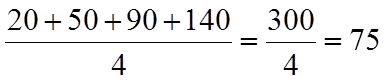 (20 + 50 + 90 + 140)/4 = 300/4 = 75